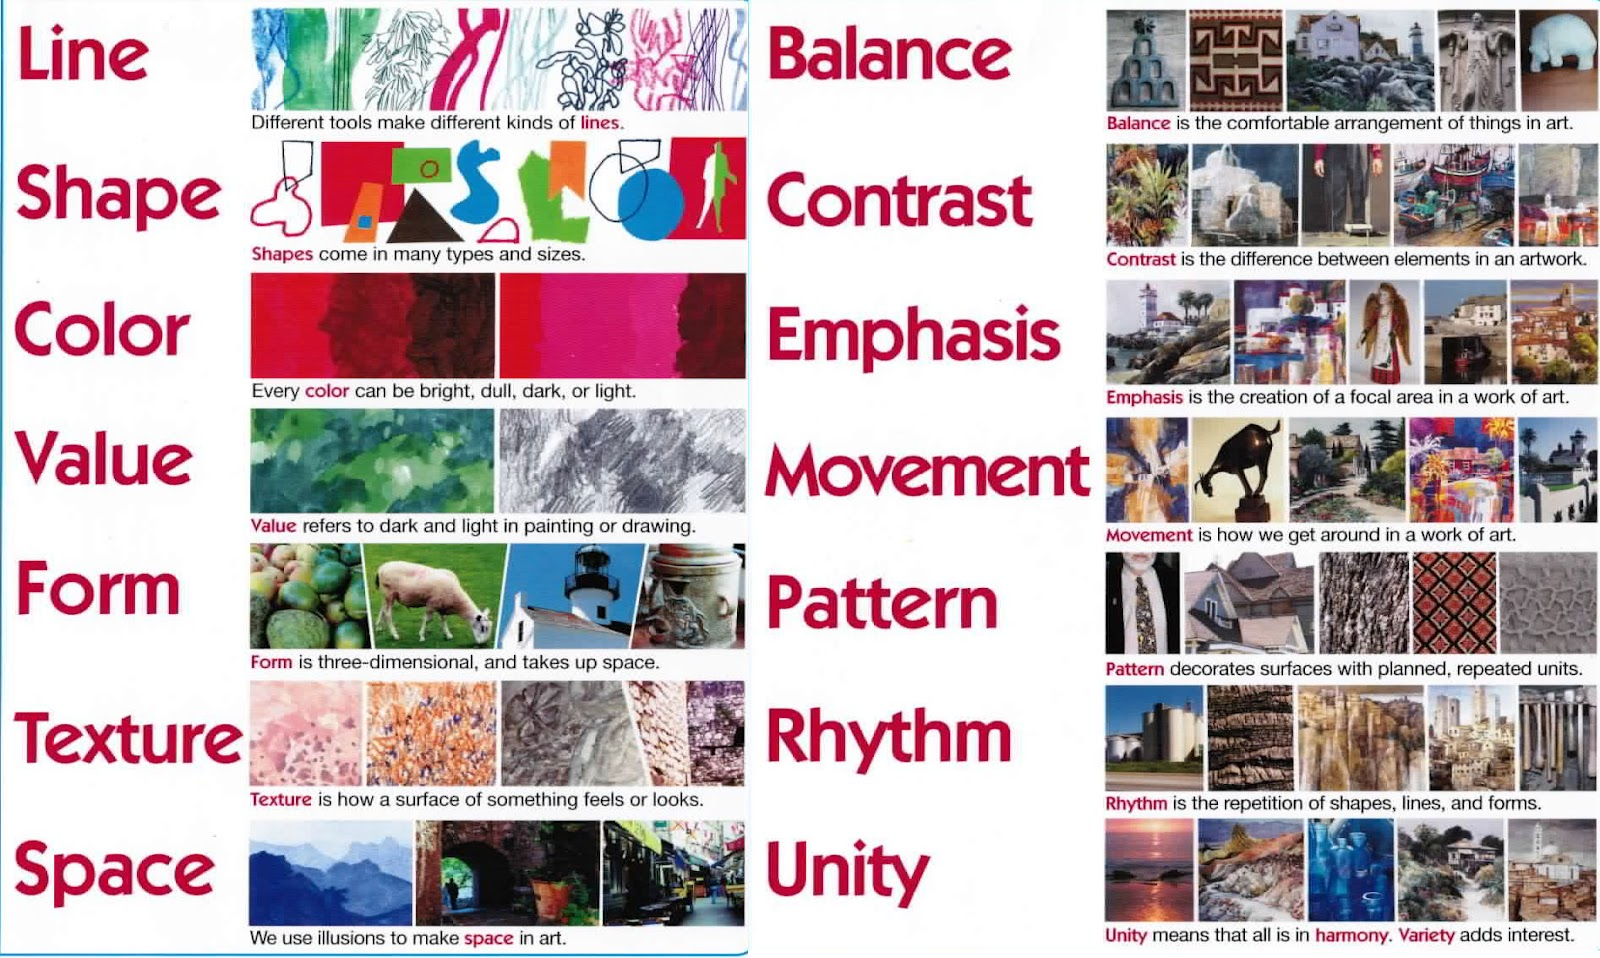 Line
Different tools make different kinds of lines.
Shape
Shapes come in many types and sizes.
Color
Every color can be bright, dull, dark, or light.
Value
Value refers to dark and light in painting or drawing.
Form
Form is three-dimensional, and takes up space.
Texture
Texture is how a surface of something feels or looks.
Space
We use illusions to make space in art.
Balance
Balance is the comfortable arrangement of things in art.
Contrast
Contrast is the difference between elements in an artwork.
Emphasis
Emphasis is the creation of a focal area in a work of art.
Movement
Movement is how we get around in a work of art.
Pattern
Pattern decorates surfaces with planned, repeated units.
Rhythm
Rhythm is the repetition of shapes, lines, and forms.
Unity
Unity means that all is in harmony. Variety adds interest.